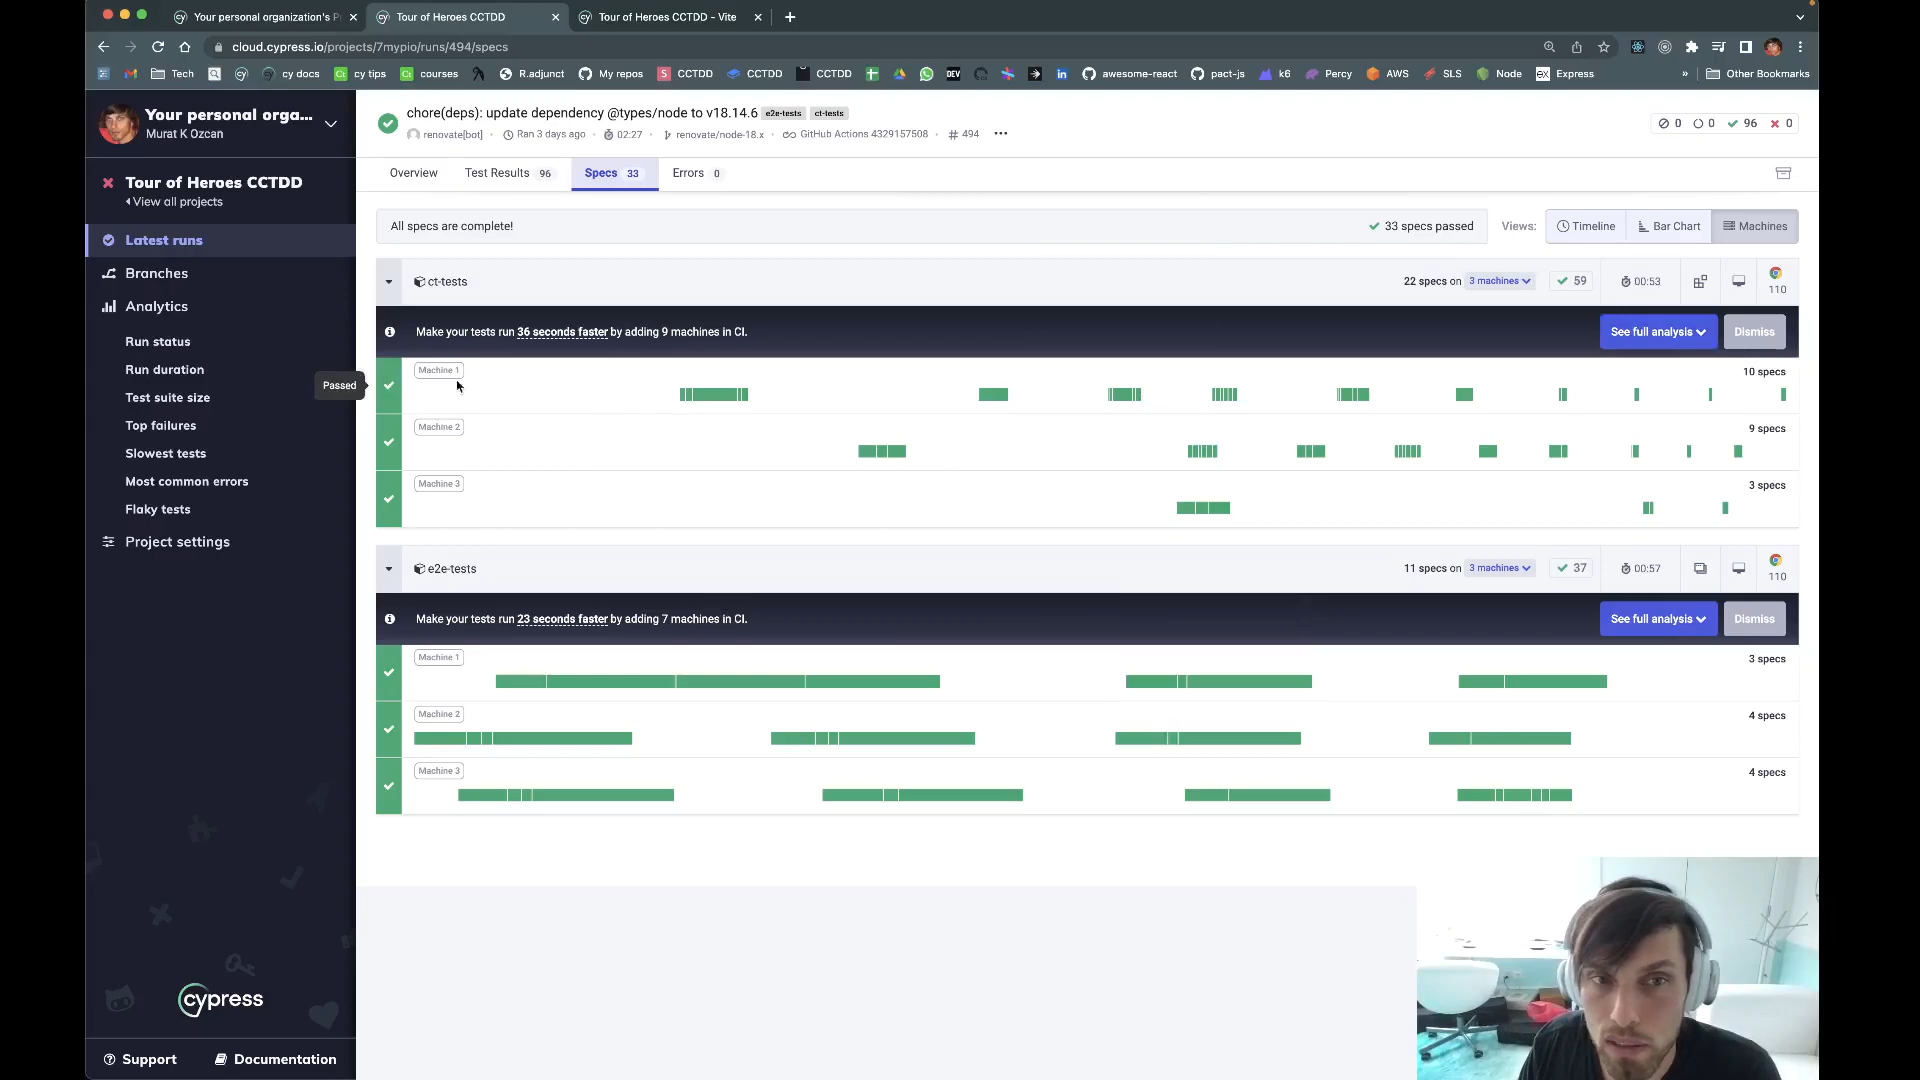 Your personal organization's P
Tour of Heroes CCTDD
Tour of Heroes CCTDD - Vite
cloud.cypress.io/projects/7mypio/runs/494/specs
Tech
cy docs
cy tips
courses
R.adjunct
My repos
CCTDD
CCTDD
CCTDD
DEV
awesome-react
pact-js
k6
Percy
AWS
SLS
Node
Express
»
Other Bookmarks
Your personal orga...
Murat K Ozcan
Tour of Heroes CCTDD
View all projects
Latest runs
Branches
Analytics
Run status
Run duration
Test suite size
Top failures
Slowest tests
Most common errors
Flaky tests
Project settings
cypress
Support
Documentation
chore(deps): update dependency @types/node to v18.14.6 e2e-tests ct-tests
renovate[bot] • Ran 3 days ago • 02:27 • renovate/node-18.x • GitHub Actions 4329157508 • # 494
0 0 96 0
Overview
Test Results 96
Specs 33
Errors 0
All specs are complete!
33 specs passed
Views: Timeline Bar Chart Machines
ct-tests
22 specs on 3 machines
59
00:53
110
Make your tests run 36 seconds faster by adding 9 machines in CI.
See full analysis
Dismiss
Passed
Machine 1
10 specs
Machine 2
9 specs
Machine 3
3 specs
e2e-tests
11 specs on 3 machines
37
00:57
110
Make your tests run 23 seconds faster by adding 7 machines in CI.
See full analysis
Dismiss
Machine 1
3 specs
Machine 2
4 specs
Machine 3
4 specs